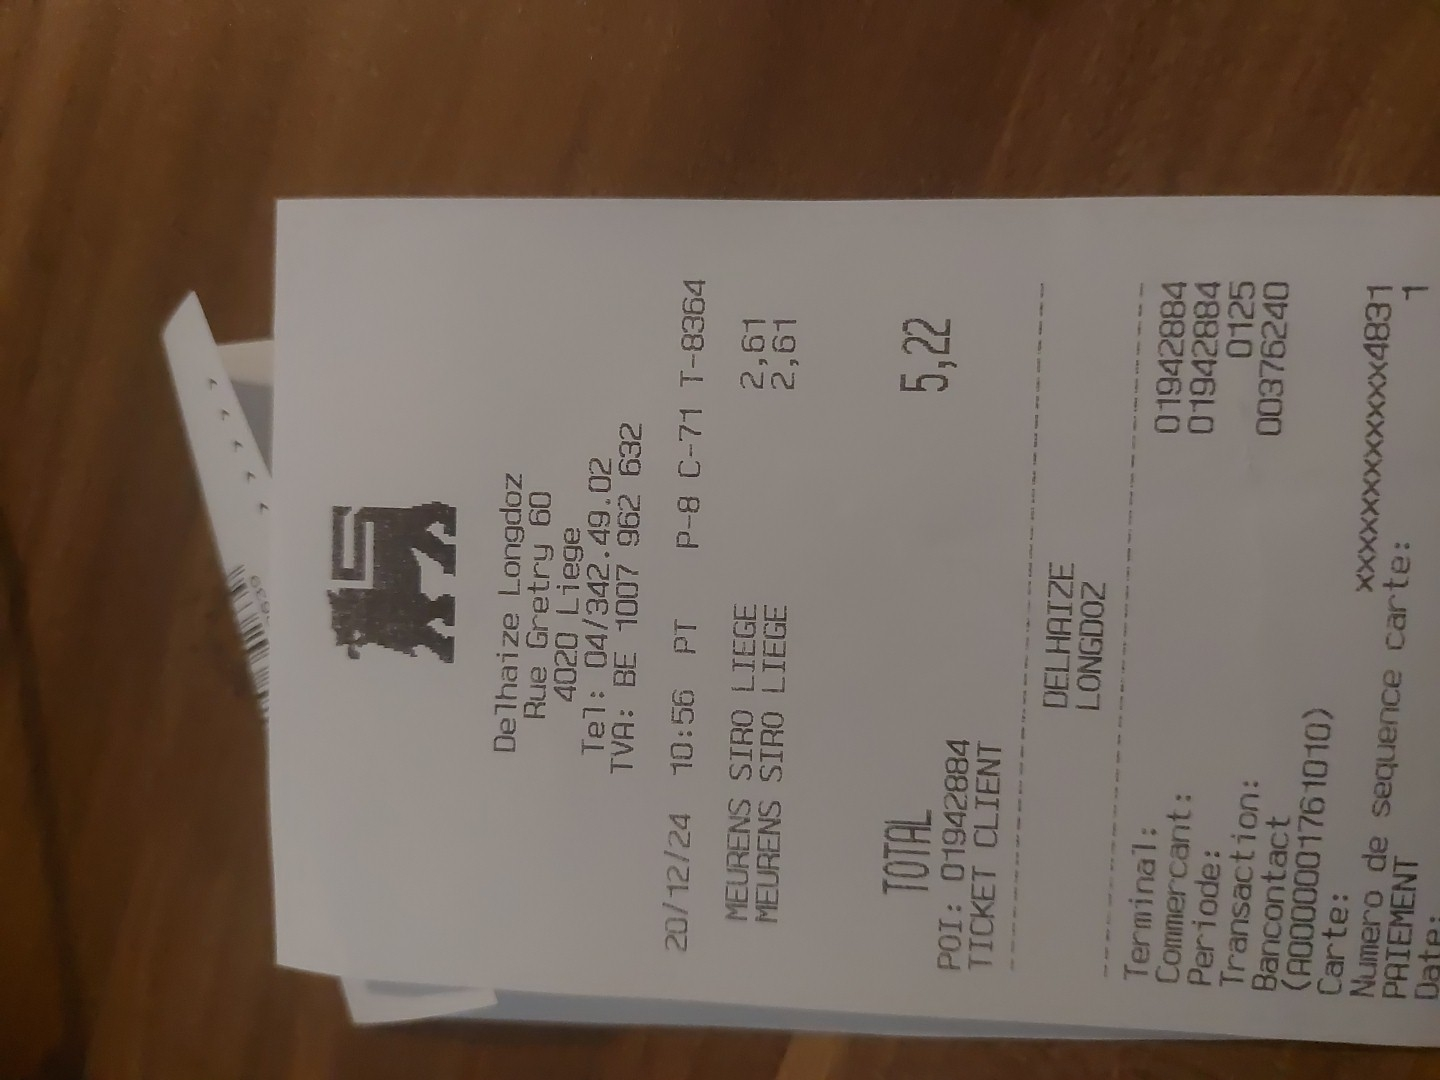 Delhaize Longdoz
Rue Gretry 60
4020 Liege
Tel: 04/342.49.02
TVA: BE 1007 962 632
20/12/24 10:56 PT P-8 C-71 T-8364
MEURENS SIRO LIEGE 2,61
MEURENS SIRO LIEGE 2,61
TOTAL 5,22
POI: 01942884
TICKET CLIENT
DELHAIZE
LONGDOZ
Terminal: 01942884
Commercant: 01942884
Periode: 0125
Transaction: 00376240
Bancontact
(A0000001761010)
Carte: xxxxxxxxxxxxx4831
Numero de sequence carte: 1
PAIEMENT
Date: